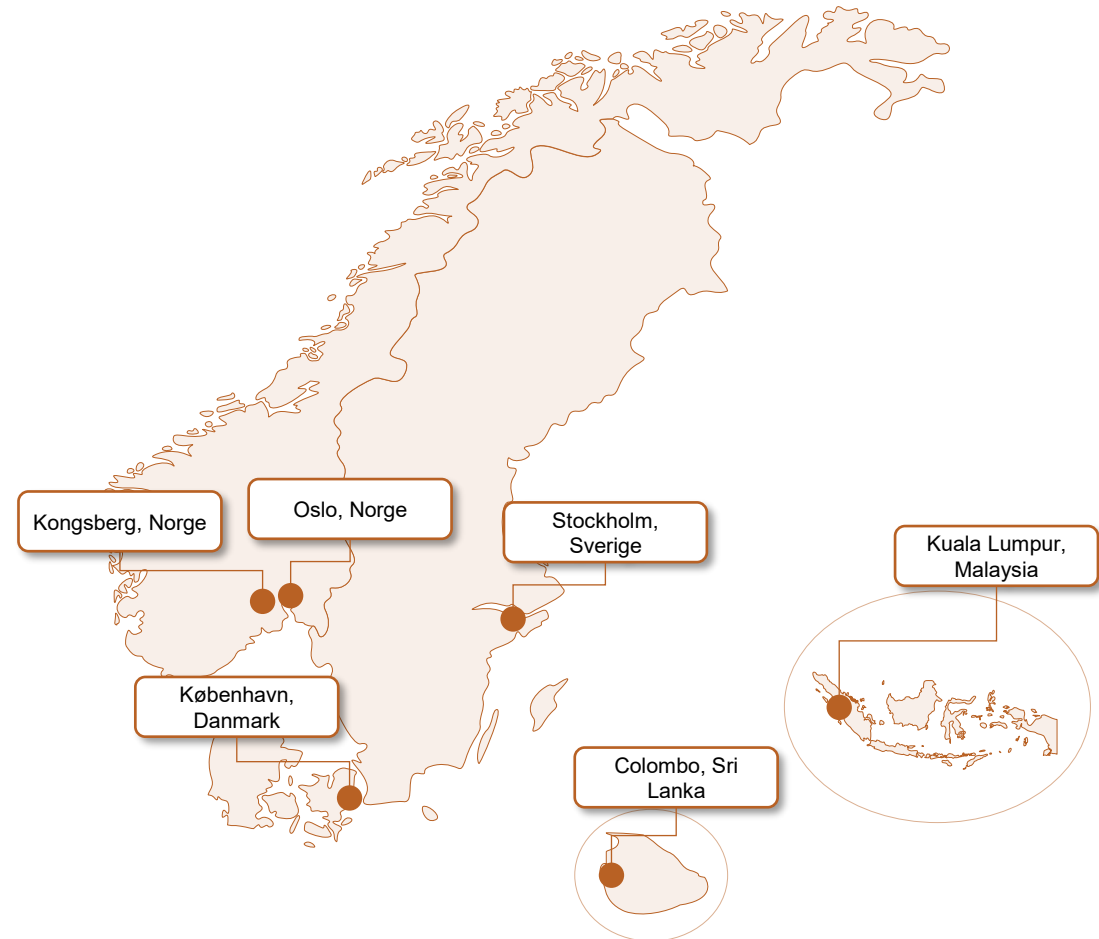 Kongsberg, Norge
Oslo, Norge
Stockholm,
Sverige
Kuala Lumpur,
Malaysia
København,
Danmark
Colombo, Sri
Lanka